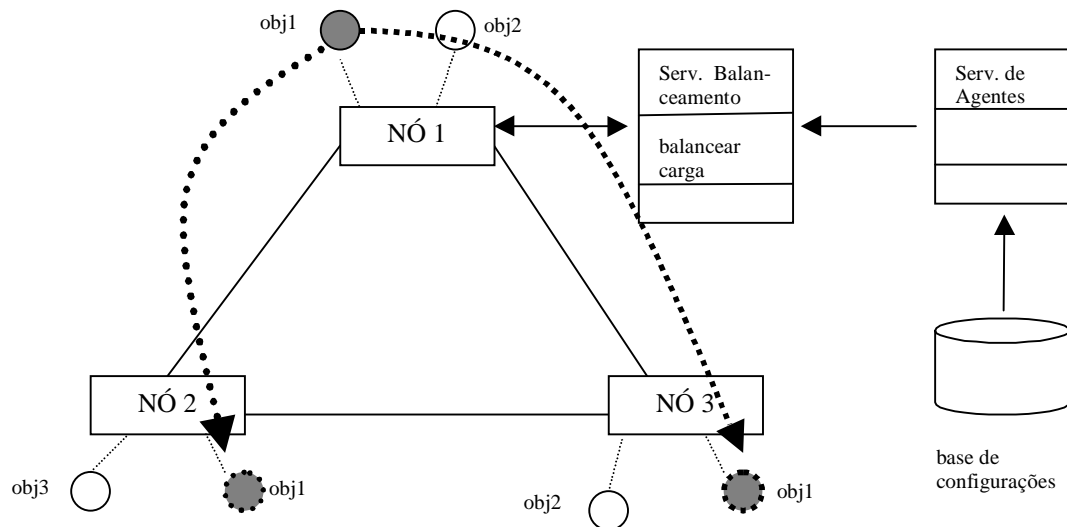 obj1
obj2
Serv. Balan-
ceamento
balancear
carga
Serv. de
Agentes
NÓ 1
NÓ 2
NÓ 3
obj3
obj1
obj2
obj1
base de
configurações